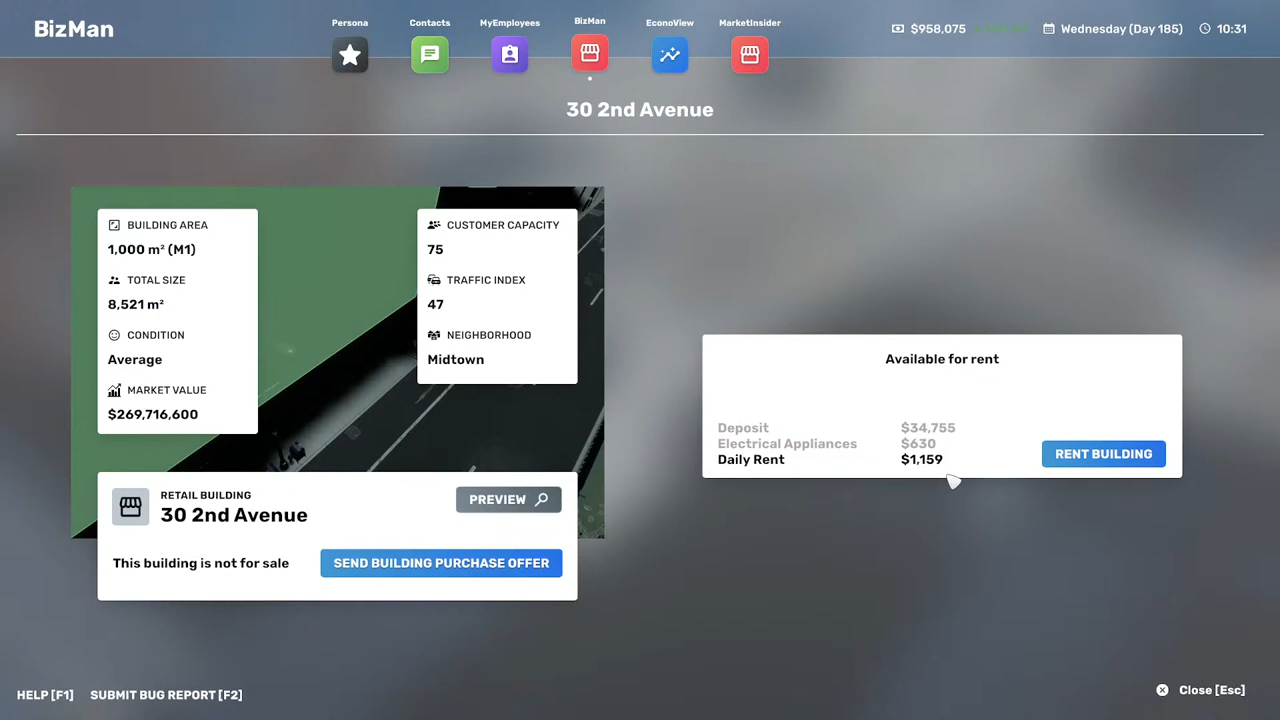 BizMan
Persona
Contacts
MyEmployees
BizMan
EconoView
MarketInsider
$958,075
Wednesday (Day 185)
10:31
30 2nd Avenue
BUILDING AREA
1,000 m² (M1)
TOTAL SIZE
8,521 m²
CONDITION
Average
MARKET VALUE
$269,716,600
CUSTOMER CAPACITY
75
TRAFFIC INDEX
47
NEIGHBORHOOD
Midtown
RETAIL BUILDING
30 2nd Avenue
PREVIEW
This building is not for sale
SEND BUILDING PURCHASE OFFER
Available for rent
Deposit $34,755
Electrical Appliances $630
Daily Rent $1,159
RENT BUILDING
HELP [F1] SUBMIT BUG REPORT [F2]
Close [Esc]